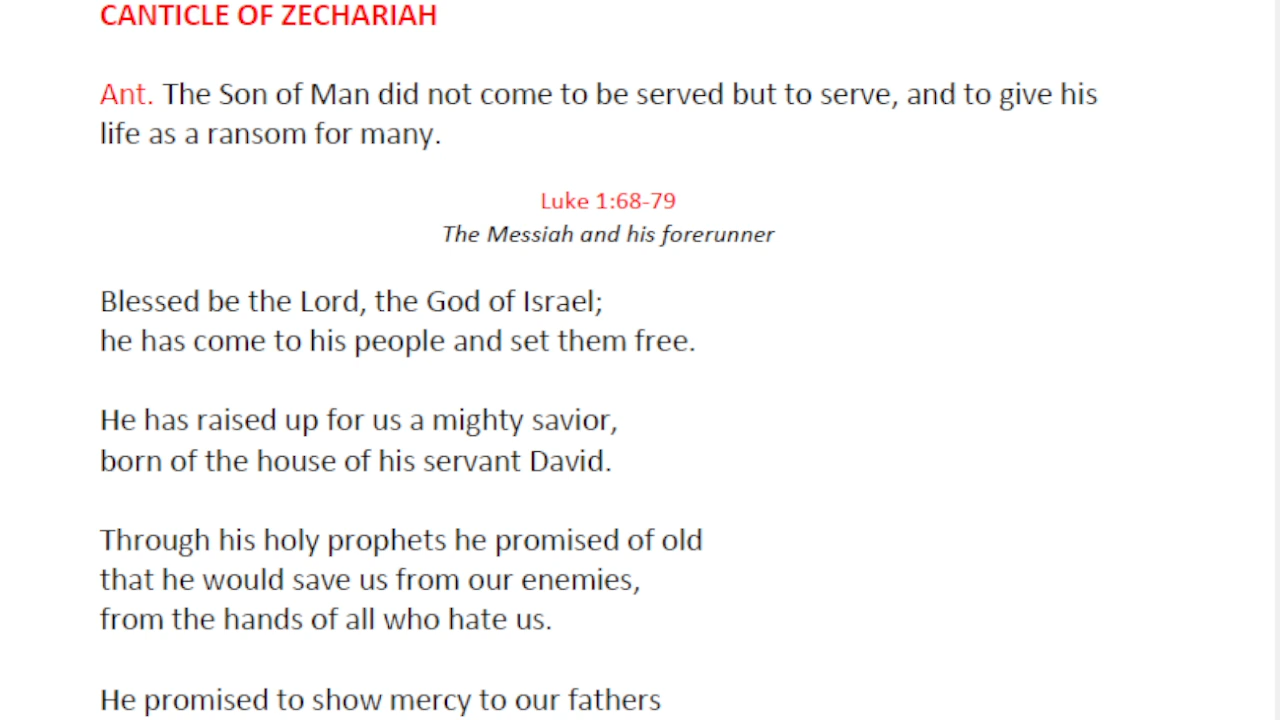 CANTICLE OF ZECHARIAH
Ant. The Son of Man did not come to be served but to serve, and to give his
life as a ransom for many.
Luke 1:68-79
The Messiah and his forerunner
Blessed be the Lord, the God of Israel;
he has come to his people and set them free.
He has raised up for us a mighty savior,
born of the house of his servant David.
Through his holy prophets he promised of old
that he would save us from our enemies,
from the hands of all who hate us.
He promised to show mercy to our fathers